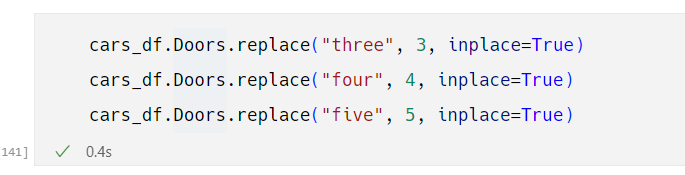 cars_df.Doors.replace("three", 3, inplace=True)
cars_df.Doors.replace("four", 4, inplace=True)
cars_df.Doors.replace("five", 5, inplace=True)
141] ✓ 0.4s